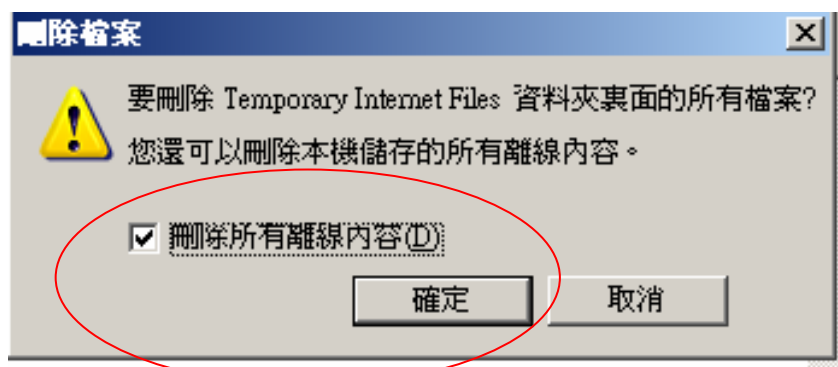 刪除檔案
要刪除 Temporary Internet Files 資料夾裏面的所有檔案?
您還可以刪除本機儲存的所有離線內容。
刪除所有離線內容(D)
確定 取消